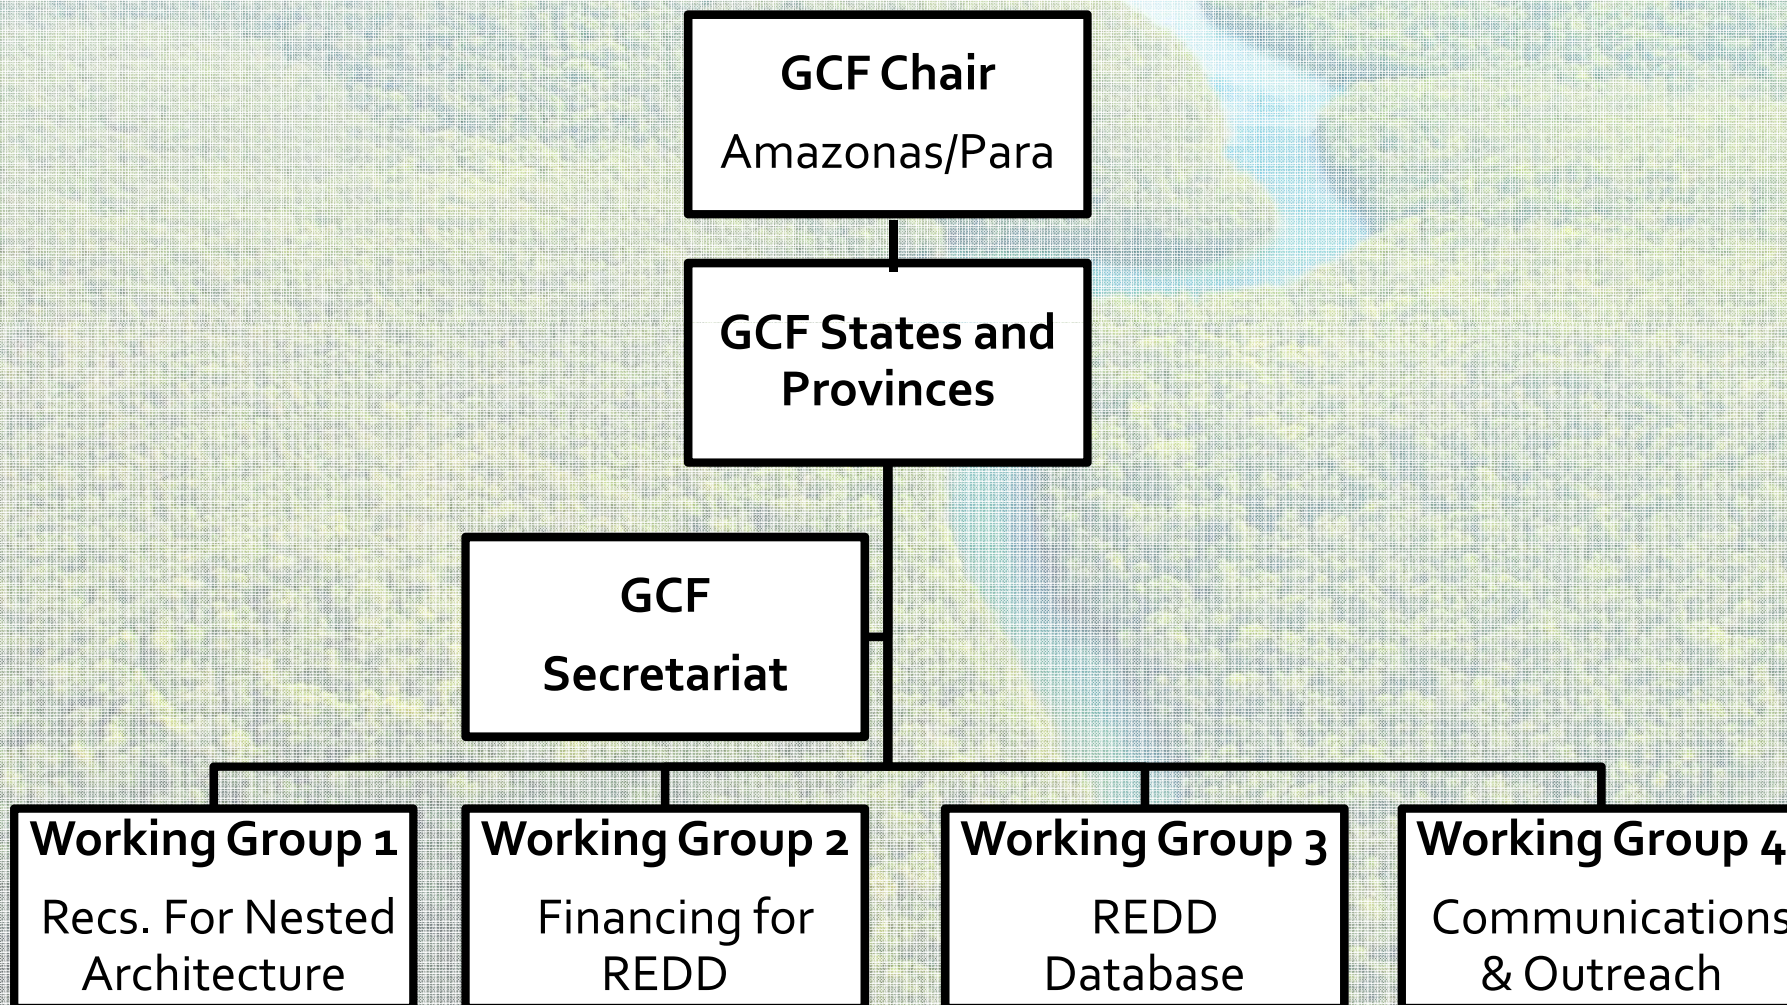 GCF Chair
Amazonas/Para
GCF States and
Provinces
GCF
Secretariat
Working Group 1
Recs. For Nested
Architecture
Working Group 2
Financing for
REDD
Working Group 3
REDD
Database
Working Group 4
Communications
& Outreach